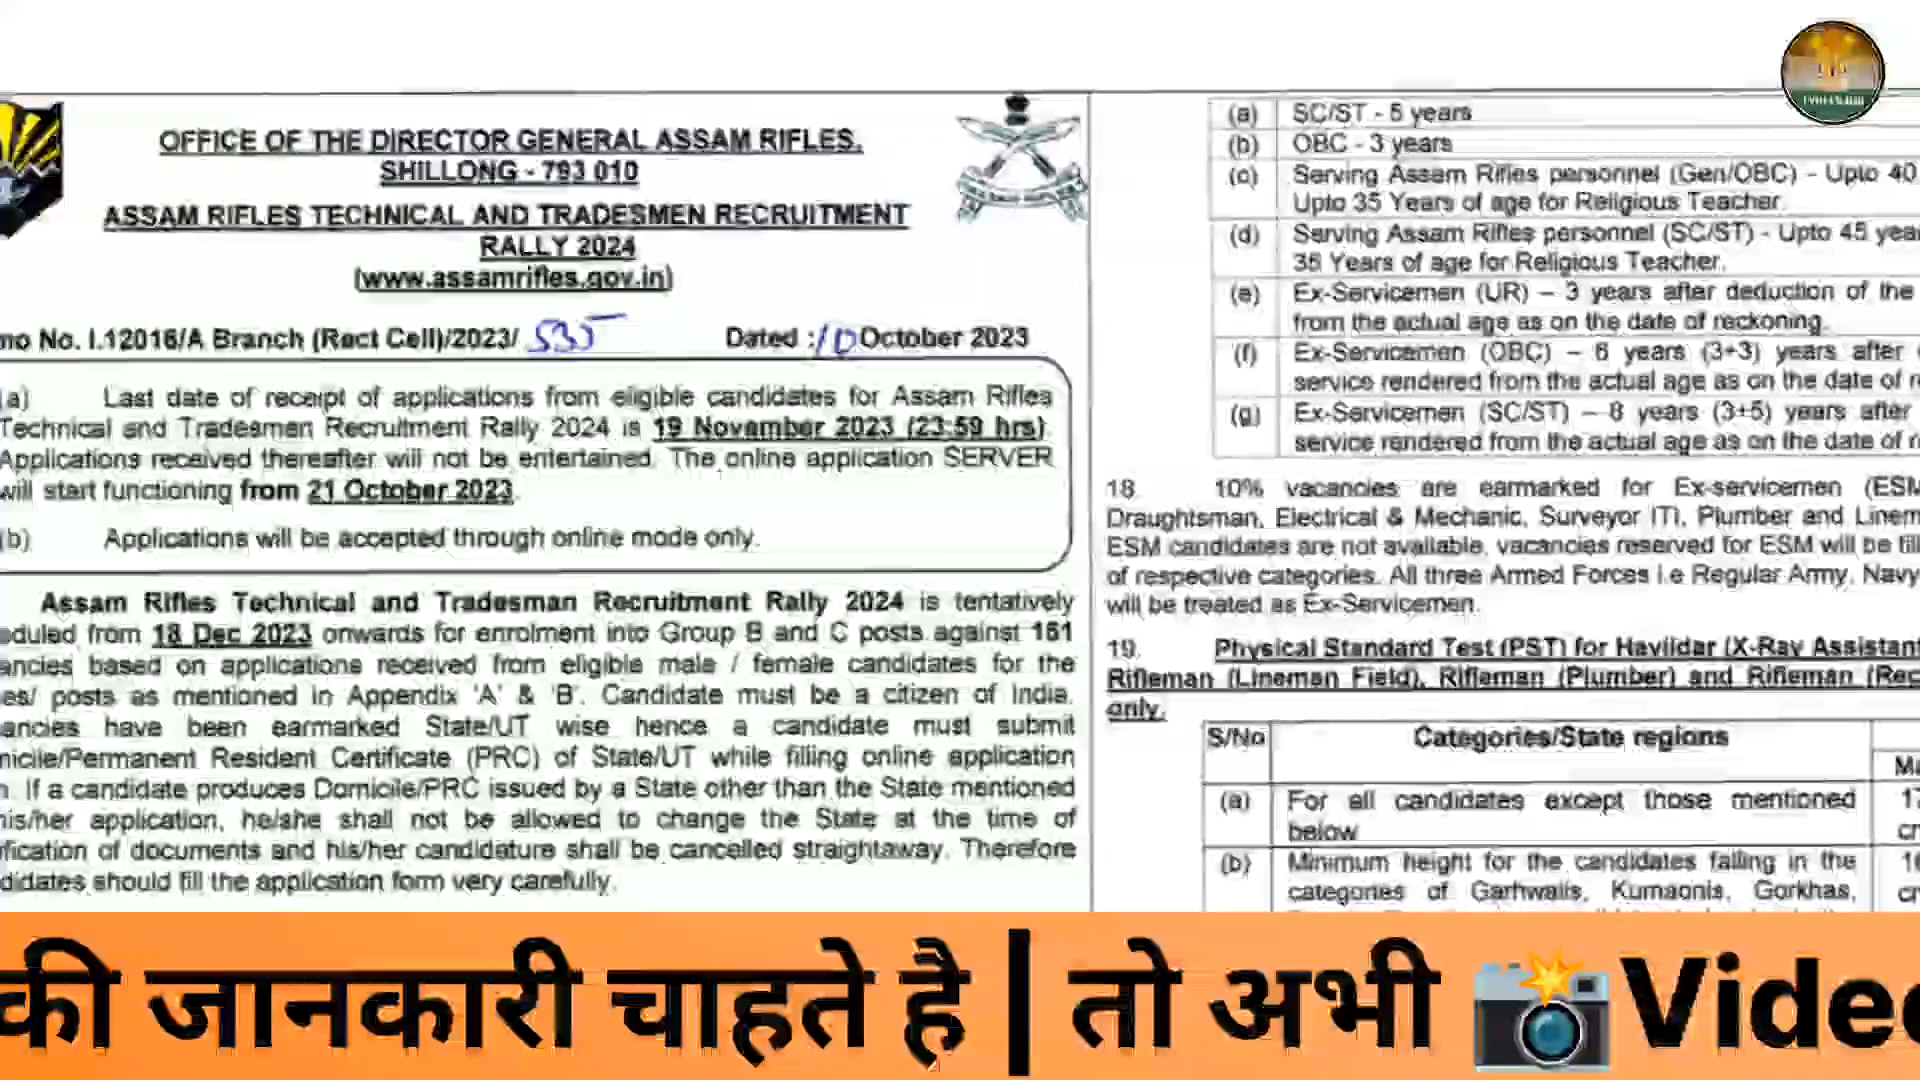 OFFICE OF THE DIRECTOR GENERAL ASSAM RIFLES,
SHILLONG - 793 010
ASSAM RIFLES TECHNICAL AND TRADESMEN RECRUITMENT
RALLY 2024
(www.assamrifles.gov.in)
mo No. I.12016/A Branch (Rect Cell)/2023/ 535 Dated :10 October 2023
(a) Last date of receipt of applications from eligible candidates for Assam Rifles
Technical and Tradesmen Recruitment Rally 2024 is 19 November 2023 (23:59 hrs).
Applications received thereafter will not be entertained. The online application SERVER
will start functioning from 21 October 2023.
(b) Applications will be accepted through online mode only.
Assam Rifles Technical and Tradesman Recruitment Rally 2024 is tentatively
eduled from 18 Dec 2023 onwards for enrolment into Group B and C posts against 161
ancies based on applications received from eligible male / female candidates for the
es/ posts as mentioned in Appendix 'A' & 'B'. Candidate must be a citizen of India.
ancies have been earmarked State/UT wise hence a candidate must submit
nicile/Permanent Resident Certificate (PRC) of State/UT while filling online application
n. If a candidate produces Domicile/PRC issued by a State other than the State mentioned
his/her application, he/she shall not be allowed to change the State at the time of
ification of documents and his/her candidature shall be cancelled straightaway. Therefore
didates should fill the application form very carefully.
(a) SC/ST - 5 years
(b) OBC - 3 years
(c) Serving Assam Rifles personnel (Gen/OBC) - Upto 40
Upto 35 Years of age for Religious Teacher.
(d) Serving Assam Rifles personnel (SC/ST) - Upto 45 yea
35 Years of age for Religious Teacher.
(e) Ex-Servicemen (UR) – 3 years after deduction of the
from the actual age as on the date of reckoning.
(f) Ex-Servicemen (OBC) – 6 years (3+3) years after
service rendered from the actual age as on the date of r
(g) Ex-Servicemen (SC/ST) – 8 years (3+5) years after
service rendered from the actual age as on the date of r
18. 10% vacancies are earmarked for Ex-servicemen (ESM
Draughtsman, Electrical & Mechanic, Surveyor ITI, Plumber and Linem
ESM candidates are not available, vacancies reserved for ESM will be fill
of respective categories. All three Armed Forces i.e Regular Army, Navy
will be treated as Ex-Servicemen.
19. Physical Standard Test (PST) for Havildar (X-Ray Assistant
Rifleman (Lineman Field), Rifleman (Plumber) and Rifleman (Rec
only.
S/No Categories/State regions
Ma
(a) For all candidates except those mentioned 17
below cr
(b) Minimum height for the candidates falling in the 16
categories of Garhwalis, Kumaonis, Gorkhas, cr
की जानकारी चाहते है | तो अभी 📸Video